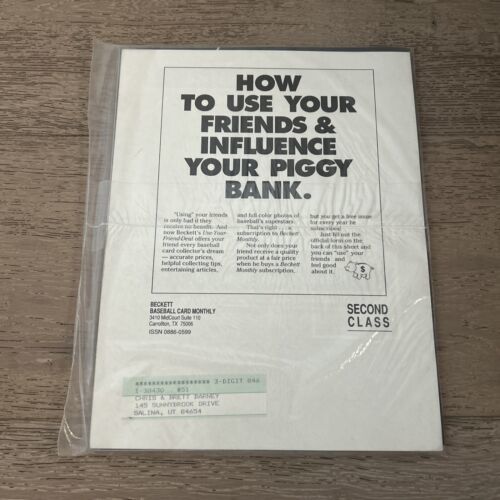 HOW
TO USE YOUR
FRIENDS &
INFLUENCE
YOUR PIGGY
BANK.
"Using" your friends
is only bad if they
receive no benefit. And
now Beckett's Use-Your-
Friend-Deal offers your
friend every baseball
card collector's dream
— accurate prices,
helpful collecting tips,
entertaining articles,
and full color photos of
baseball's superstars.
That's right . . . a
subscription to Beckett
Monthly.
Not only does your
friend receive a quality
product at a fair price
when he buys a Beckett
Monthly subscription,
but you get a free issue
for every year he
subscribes!
Just fill out the
official form on the
back of this sheet and
you can "use" your
friends and
feel good
about it.
$
BECKETT
BASEBALL CARD MONTHLY
3410 MidCourt Suite 110
Carrollton, TX 75006
ISSN 0886-0599
SECOND
CLASS
******************* 3-DIGIT 846
1-30430 #51
CHRIS & BRETT BARNEY
145 SUNNYBROOK DRIVE
SALINA, UT 84654